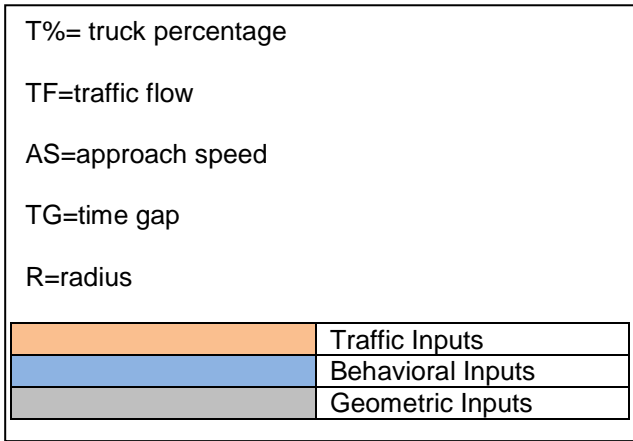 T%= truck percentage
TF=traffic flow
AS=approach speed
TG=time gap
R=radius
Traffic Inputs
Behavioral Inputs
Geometric Inputs